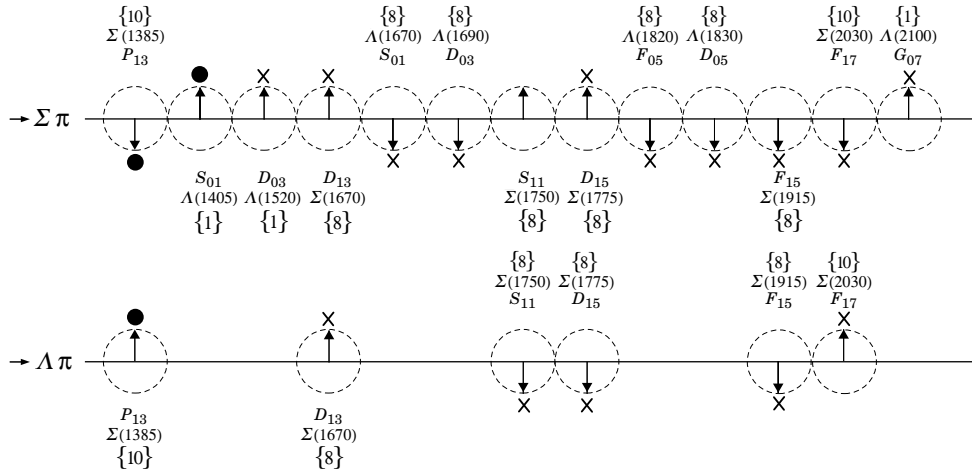 {10} {8} {8} {8} {8} {10} {1}
Σ(1385) Λ(1670) Λ(1690) Λ(1820) Λ(1830) Σ(2030) Λ(2100)
P13 S01 D03 F05 D05 F17 G07
→ Σ π
S01 D03 D13 S11 D15 F15
Λ(1405) Λ(1520) Σ(1670) Σ(1750) Σ(1775) Σ(1915)
{1} {1} {8} {8} {8} {8}
{8} {8} {8} {10}
Σ(1750) Σ(1775) Σ(1915) Σ(2030)
S11 D15 F15 F17
→ Λ π
P13 D13
Σ(1385) Σ(1670)
{10} {8}